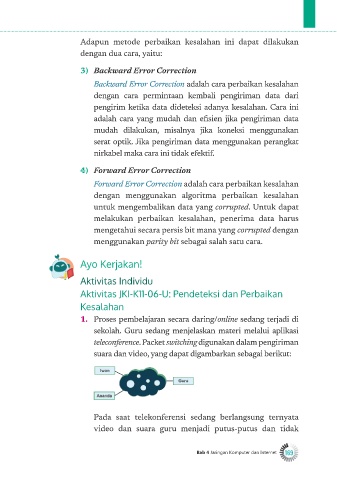 Adapun metode perbaikan kesalahan ini dapat dilakukan
dengan dua cara, yaitu:
3) Backward Error Correction
Backward Error Correction adalah cara perbaikan kesalahan
dengan cara permintaan kembali pengiriman data dari
pengirim ketika data dideteksi adanya kesalahan. Cara ini
adalah cara yang mudah dan efisien jika pengiriman data
mudah dilakukan, misalnya jika koneksi menggunakan
serat optik. Jika pengiriman data menggunakan perangkat
nirkabel maka cara ini tidak efektif.
4) Forward Error Correction
Forward Error Correction adalah cara perbaikan kesalahan
dengan menggunakan algoritma perbaikan kesalahan
untuk mengembalikan data yang corrupted. Untuk dapat
melakukan perbaikan kesalahan, penerima data harus
mengetahui secara persis bit mana yang corrupted dengan
menggunakan parity bit sebagai salah satu cara.
Ayo Kerjakan!
Aktivitas Individu
Aktivitas JKI-K11-06-U: Pendeteksi dan Perbaikan
Kesalahan
1. Proses pembelajaran secara daring/online sedang terjadi di
sekolah. Guru sedang menjelaskan materi melalui aplikasi
teleconference. Packet switching digunakan dalam pengiriman
suara dan video, yang dapat digambarkan sebagai berikut:
Iwan
Guru
Ananda
Pada saat telekonferensi sedang berlangsung ternyata
video dan suara guru menjadi putus-putus dan tidak
Bab 4 Jaringan Komputer dan Internet 169